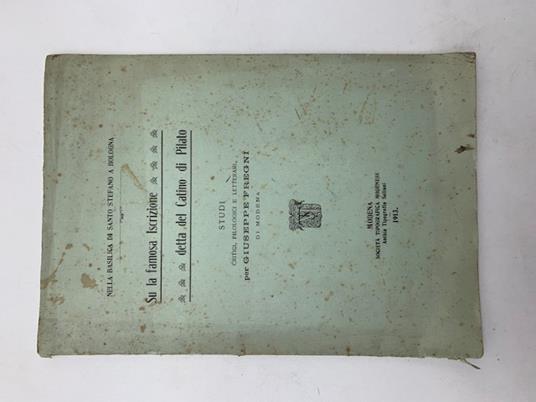 NELLA BASILICA DI SANTO STEFANO A BOLOGNA
Su la famosa Iscrizione
detta del Catino di Pilato
STUDI
CRITICI, FILOLOGICI E LETTERARI,
per GIUSEPPE FREGNI
DI MODENA
MODENA
SOCIETÀ TIPOGRAFICA MODENESE
Antica Tipografia Soliani
1913.